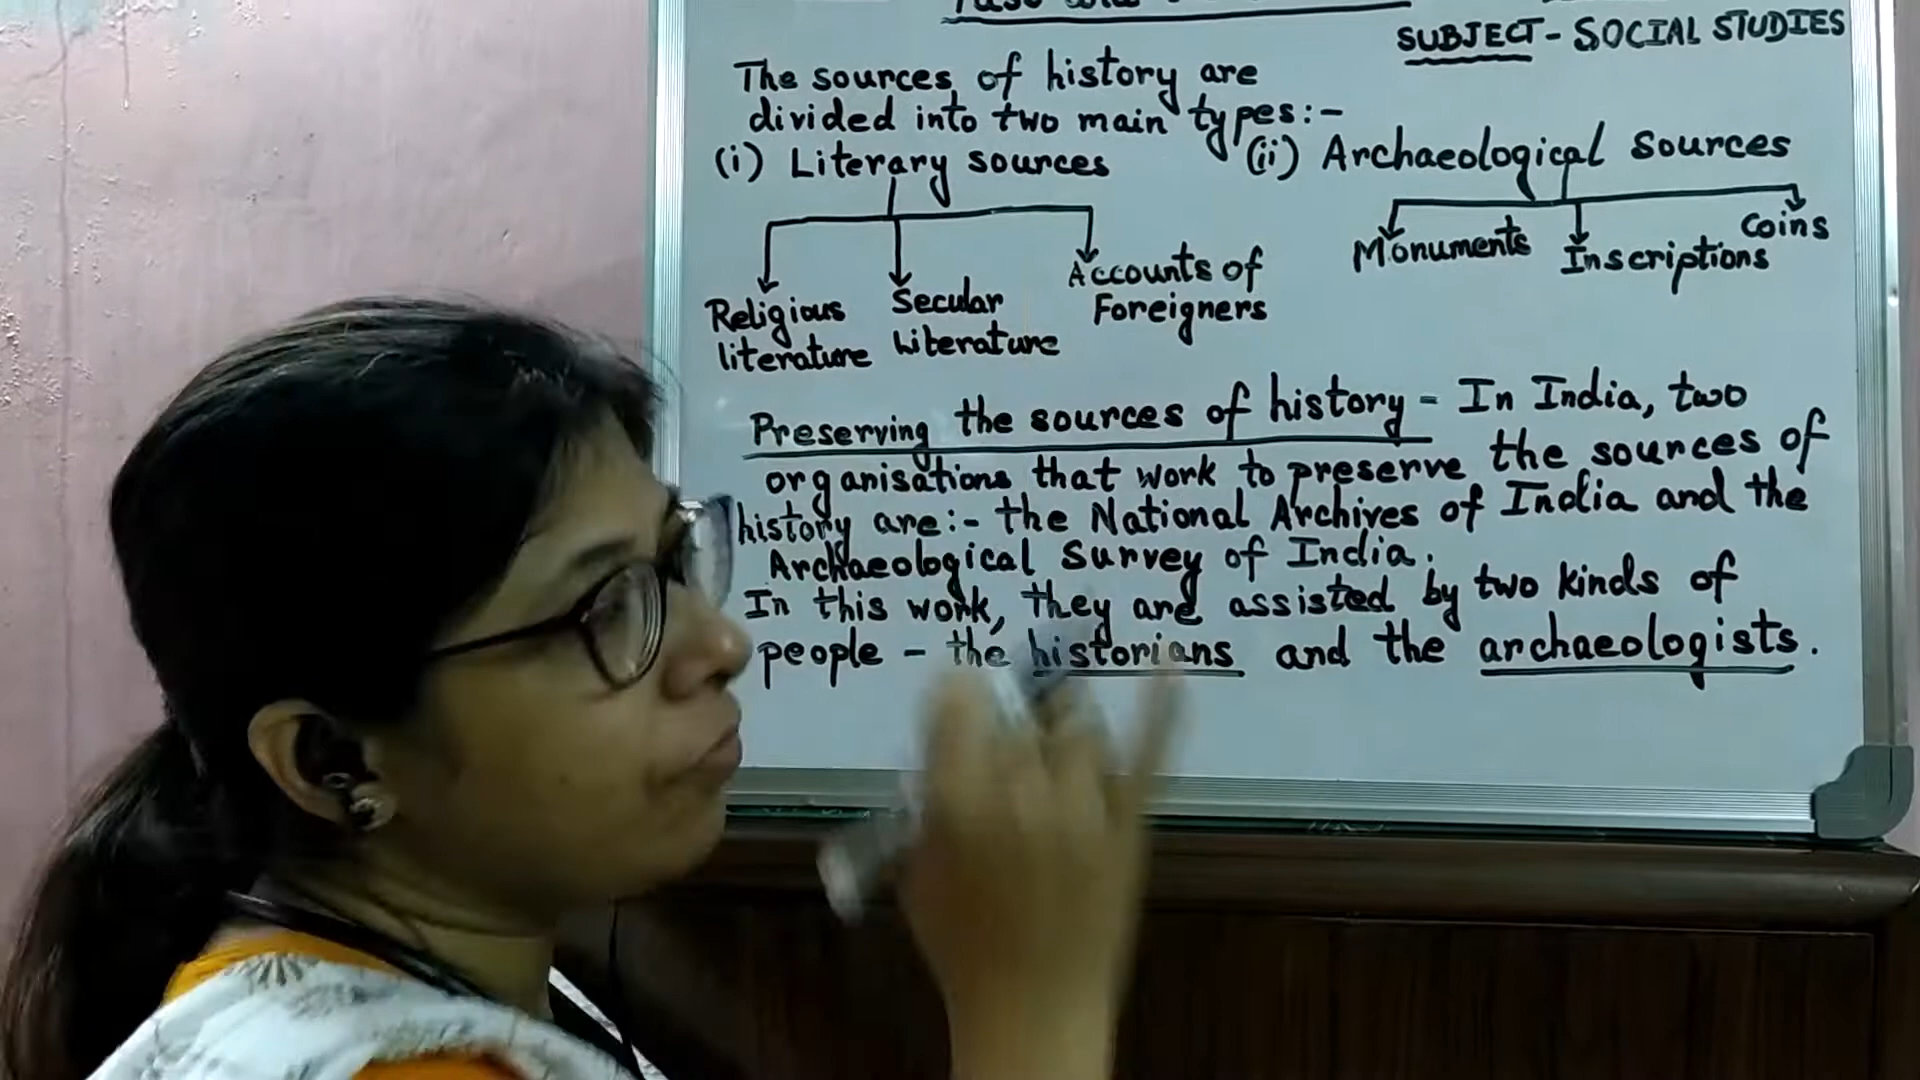 SUBJECT - SOCIAL STUDIES
The sources of history are
divided into two main types:-
(i) Literary sources
(ii) Archaeological Sources
Religious
literature
Secular
Literature
Accounts of
Foreigners
Monuments
Inscriptions
Coins
Preserving the sources of history - In India, two
organisations that work to preserve the sources of
history are:- the National Archives of India and the
Archaeological Survey of India.
In this work, they are assisted by two kinds of
people - the historians and the archaeologists.